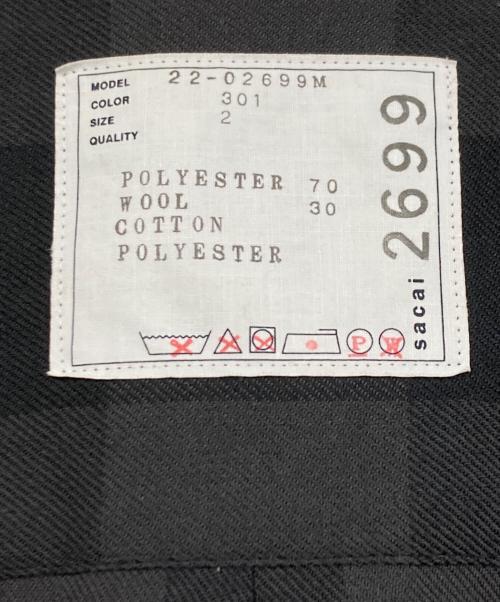 MODEL 22-02699M
COLOR 301
SIZE 2
QUALITY
POLYESTER 70
WOOL 30
COTTON
POLYESTER
P W
sacai 2699